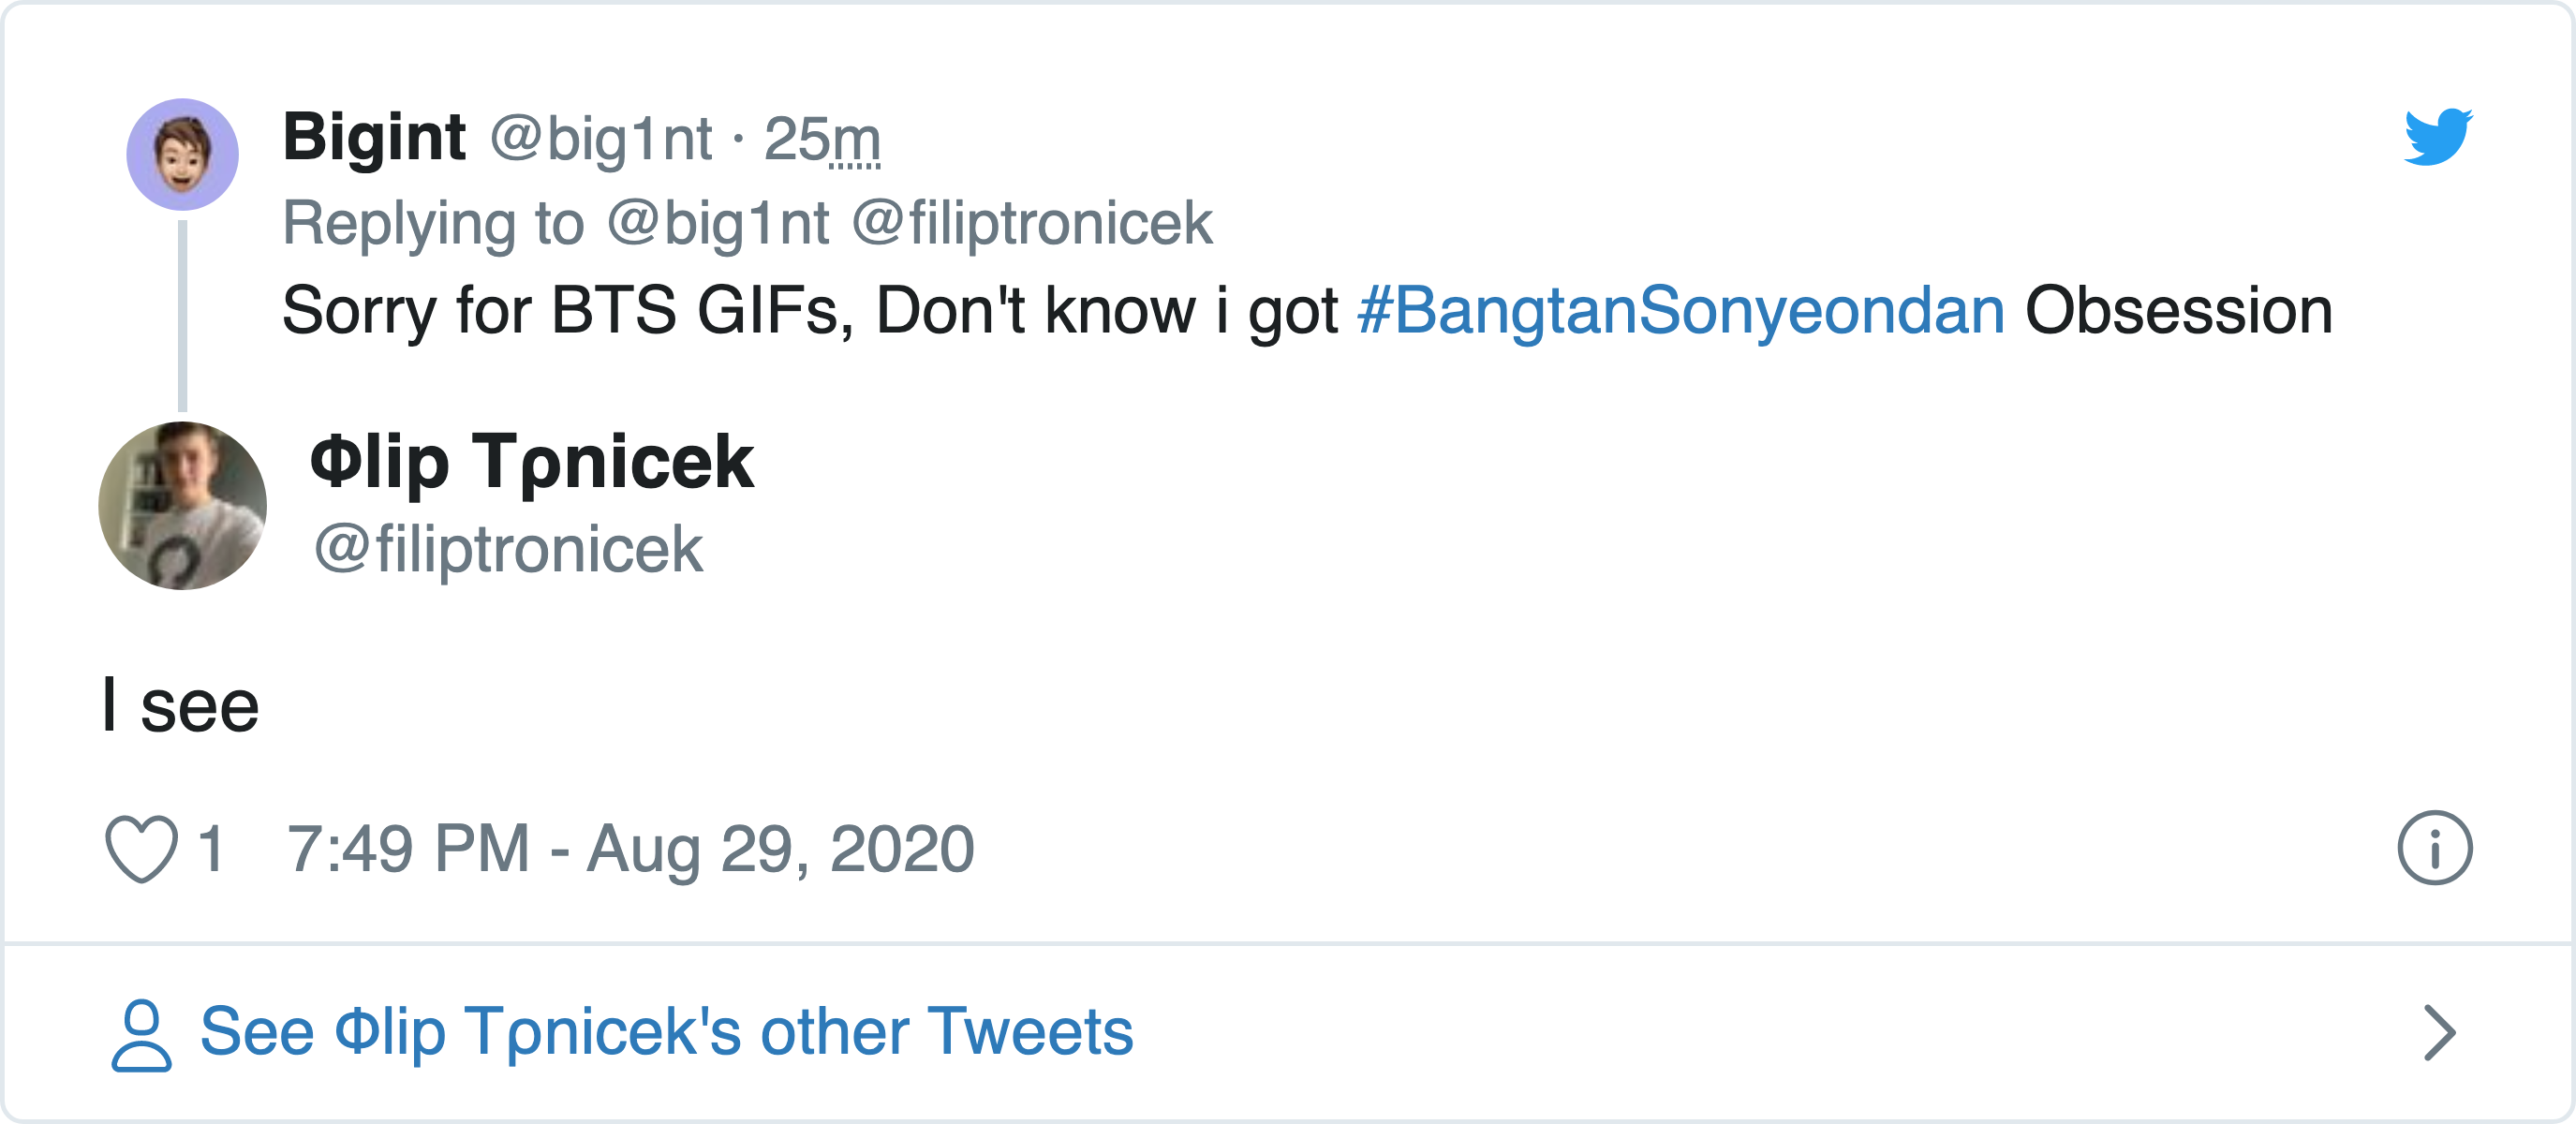 Bigint @big1nt · 25m
Replying to @big1nt @filiptronicek
Sorry for BTS GIFs, Don't know i got #BangtanSonyeondan Obsession
Φlip Tρnicek
@filiptronicek
I see
1 7:49 PM - Aug 29, 2020
See Φlip Tρnicek's other Tweets